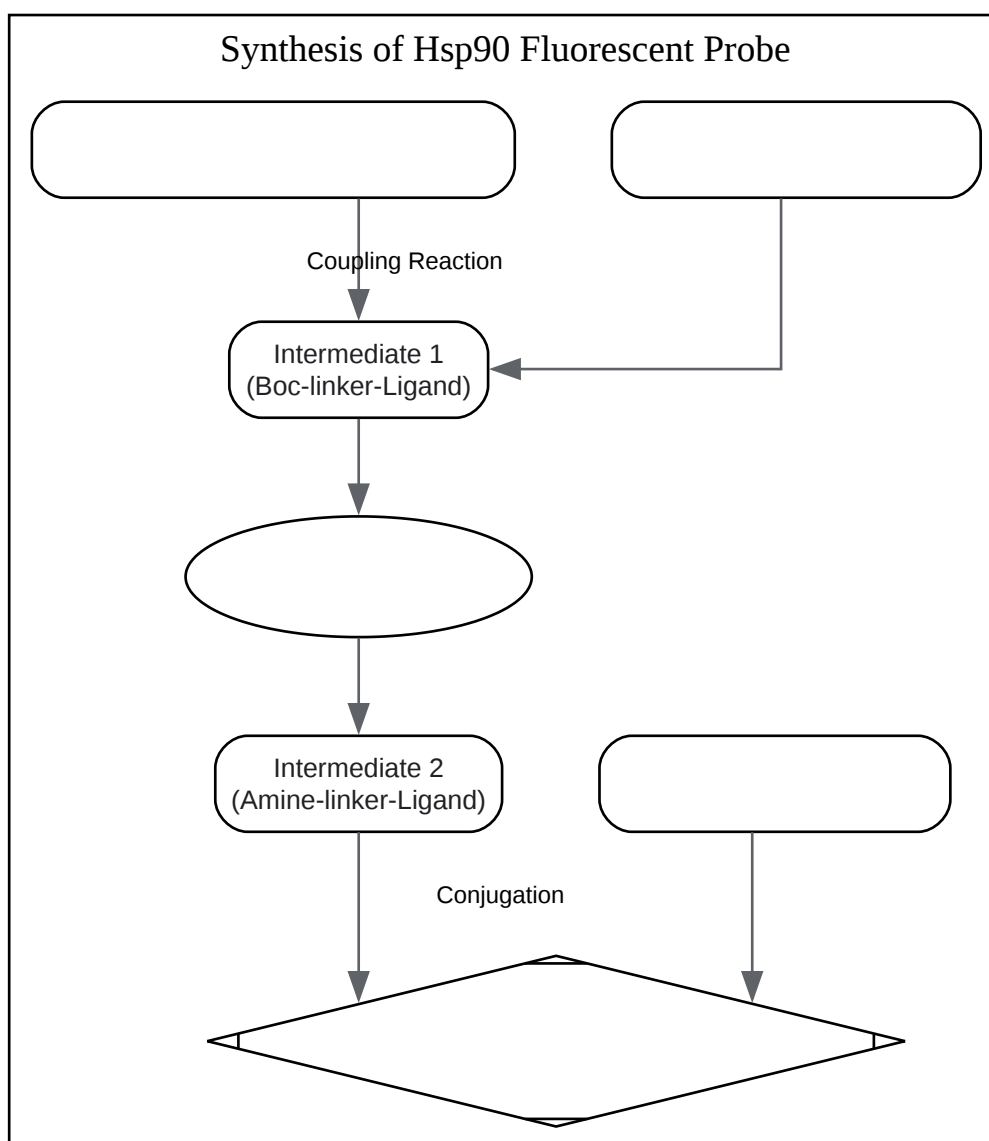 Synthesis of Hsp90 Fluorescent Probe
Coupling Reaction
Intermediate 1
(Boc-linker-Ligand)
Intermediate 2
(Amine-linker-Ligand)
Conjugation